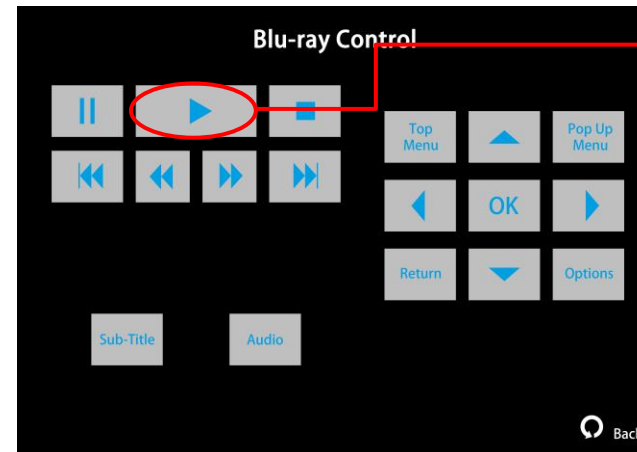 Blu-ray Control
Top
Menu
Pop Up
Menu
OK
Return
Options
Sub-Title
Audio